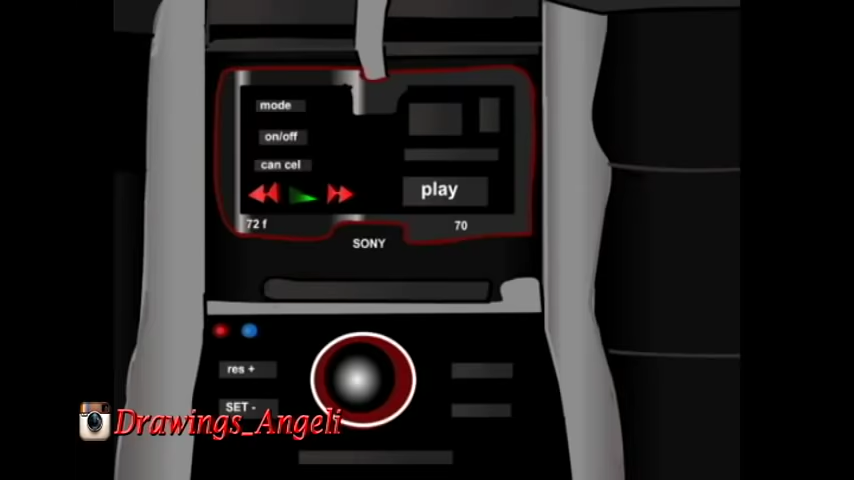 mode
on/off
can cel
play
72 f
70
SONY
res +
SET -
Drawings_Angeli